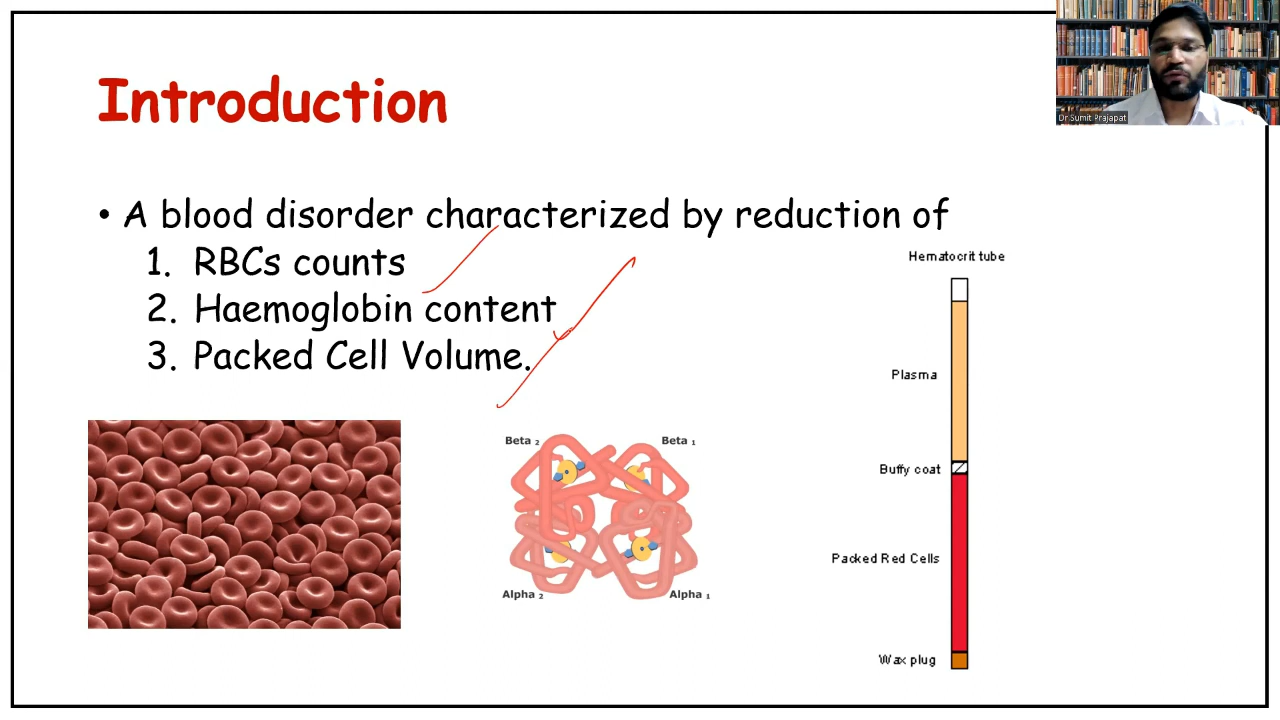 Introduction
Dr Sumit Prajapat
• A blood disorder characterized by reduction of
1. RBCs counts
2. Haemoglobin content
3. Packed Cell Volume.
Hematocrit tube
Plasma
Buffy coat
Packed Red Cells
Wax plug
Beta 2
Beta 1
Alpha 2
Alpha 1